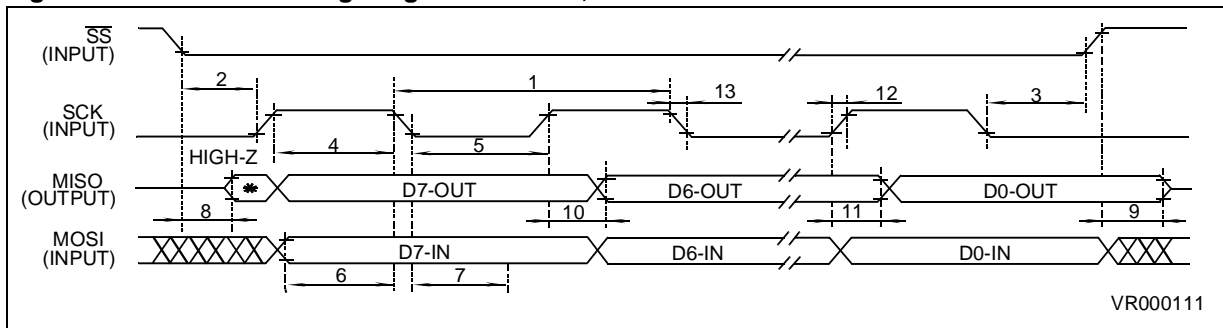 SS
(INPUT)
2
1
13
12
3
SCK
(INPUT)
4
5
HIGH-Z
MISO
(OUTPUT)
*
D7-OUT
D6-OUT
D0-OUT
8
10
11
9
MOSI
(INPUT)
D7-IN
D6-IN
D0-IN
6
7
VR000111